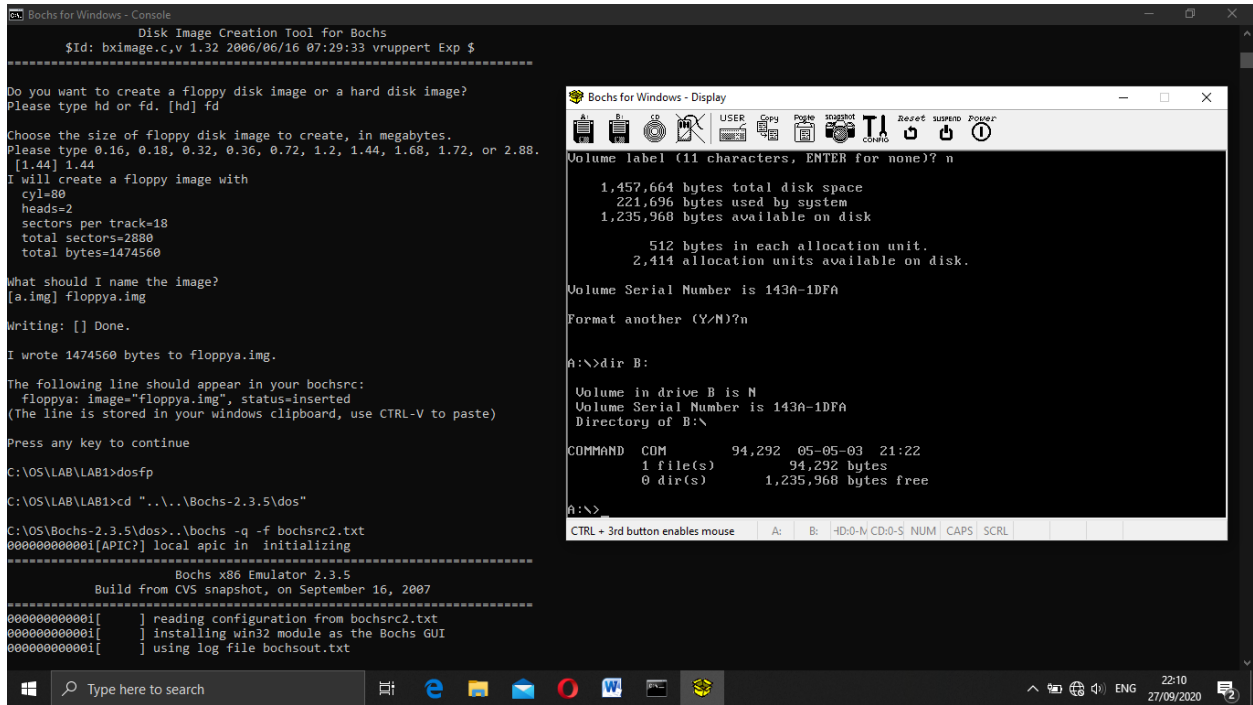 Bochs for Windows - Console
Disk Image Creation Tool for Bochs
$Id: bximage.c,v 1.32 2006/06/16 07:29:33 vruppert Exp $
========================================================================
Do you want to create a floppy disk image or a hard disk image?
Please type hd or fd. [hd] fd
Choose the size of floppy disk image to create, in megabytes.
Please type 0.16, 0.18, 0.32, 0.36, 0.72, 1.2, 1.44, 1.68, 1.72, or 2.88.
[1.44] 1.44
I will create a floppy image with
cyl=80
heads=2
sectors per track=18
total sectors=2880
total bytes=1474560
What should I name the image?
[a.img] floppya.img
Writing: [] Done.
I wrote 1474560 bytes to floppya.img.
The following line should appear in your bochsrc:
floppya: image="floppya.img", status=inserted
(The line is stored in your windows clipboard, use CTRL-V to paste)
Press any key to continue
C:\OS\LAB\LAB1>dosfp
C:\OS\LAB\LAB1>cd "..\..\Bochs-2.3.5\dos"
C:\OS\Bochs-2.3.5\dos>..\bochs -q -f bochsrc2.txt
00000000000i[APIC?] local apic in  initializing
========================================================================
Bochs x86 Emulator 2.3.5
Build from CVS snapshot, on September 16, 2007
========================================================================
00000000000i[     ] reading configuration from bochsrc2.txt
00000000000i[     ] installing win32 module as the Bochs GUI
00000000000i[     ] using log file bochsout.txt
Bochs for Windows - Display
A: B: CD USER Copy Paste snapshot CONFIG Reset SUSPEND Power
Volume label (11 characters, ENTER for none)? n
1,457,664 bytes total disk space
221,696 bytes used by system
1,235,968 bytes available on disk
512 bytes in each allocation unit.
2,414 allocation units available on disk.
Volume Serial Number is 143A-1DFA
Format another (Y/N)?n
A:\>dir B:
Volume in drive B is N
Volume Serial Number is 143A-1DFA
Directory of B:\
COMMAND  COM        94,292  05-05-03  21:22
1 file(s)         94,292 bytes
0 dir(s)       1,235,968 bytes free
A:\>_
CTRL + 3rd button enables mouse A: B: HD:0-M CD:0-S NUM CAPS SCRL
Type here to search
ENG
22:10
27/09/2020
2